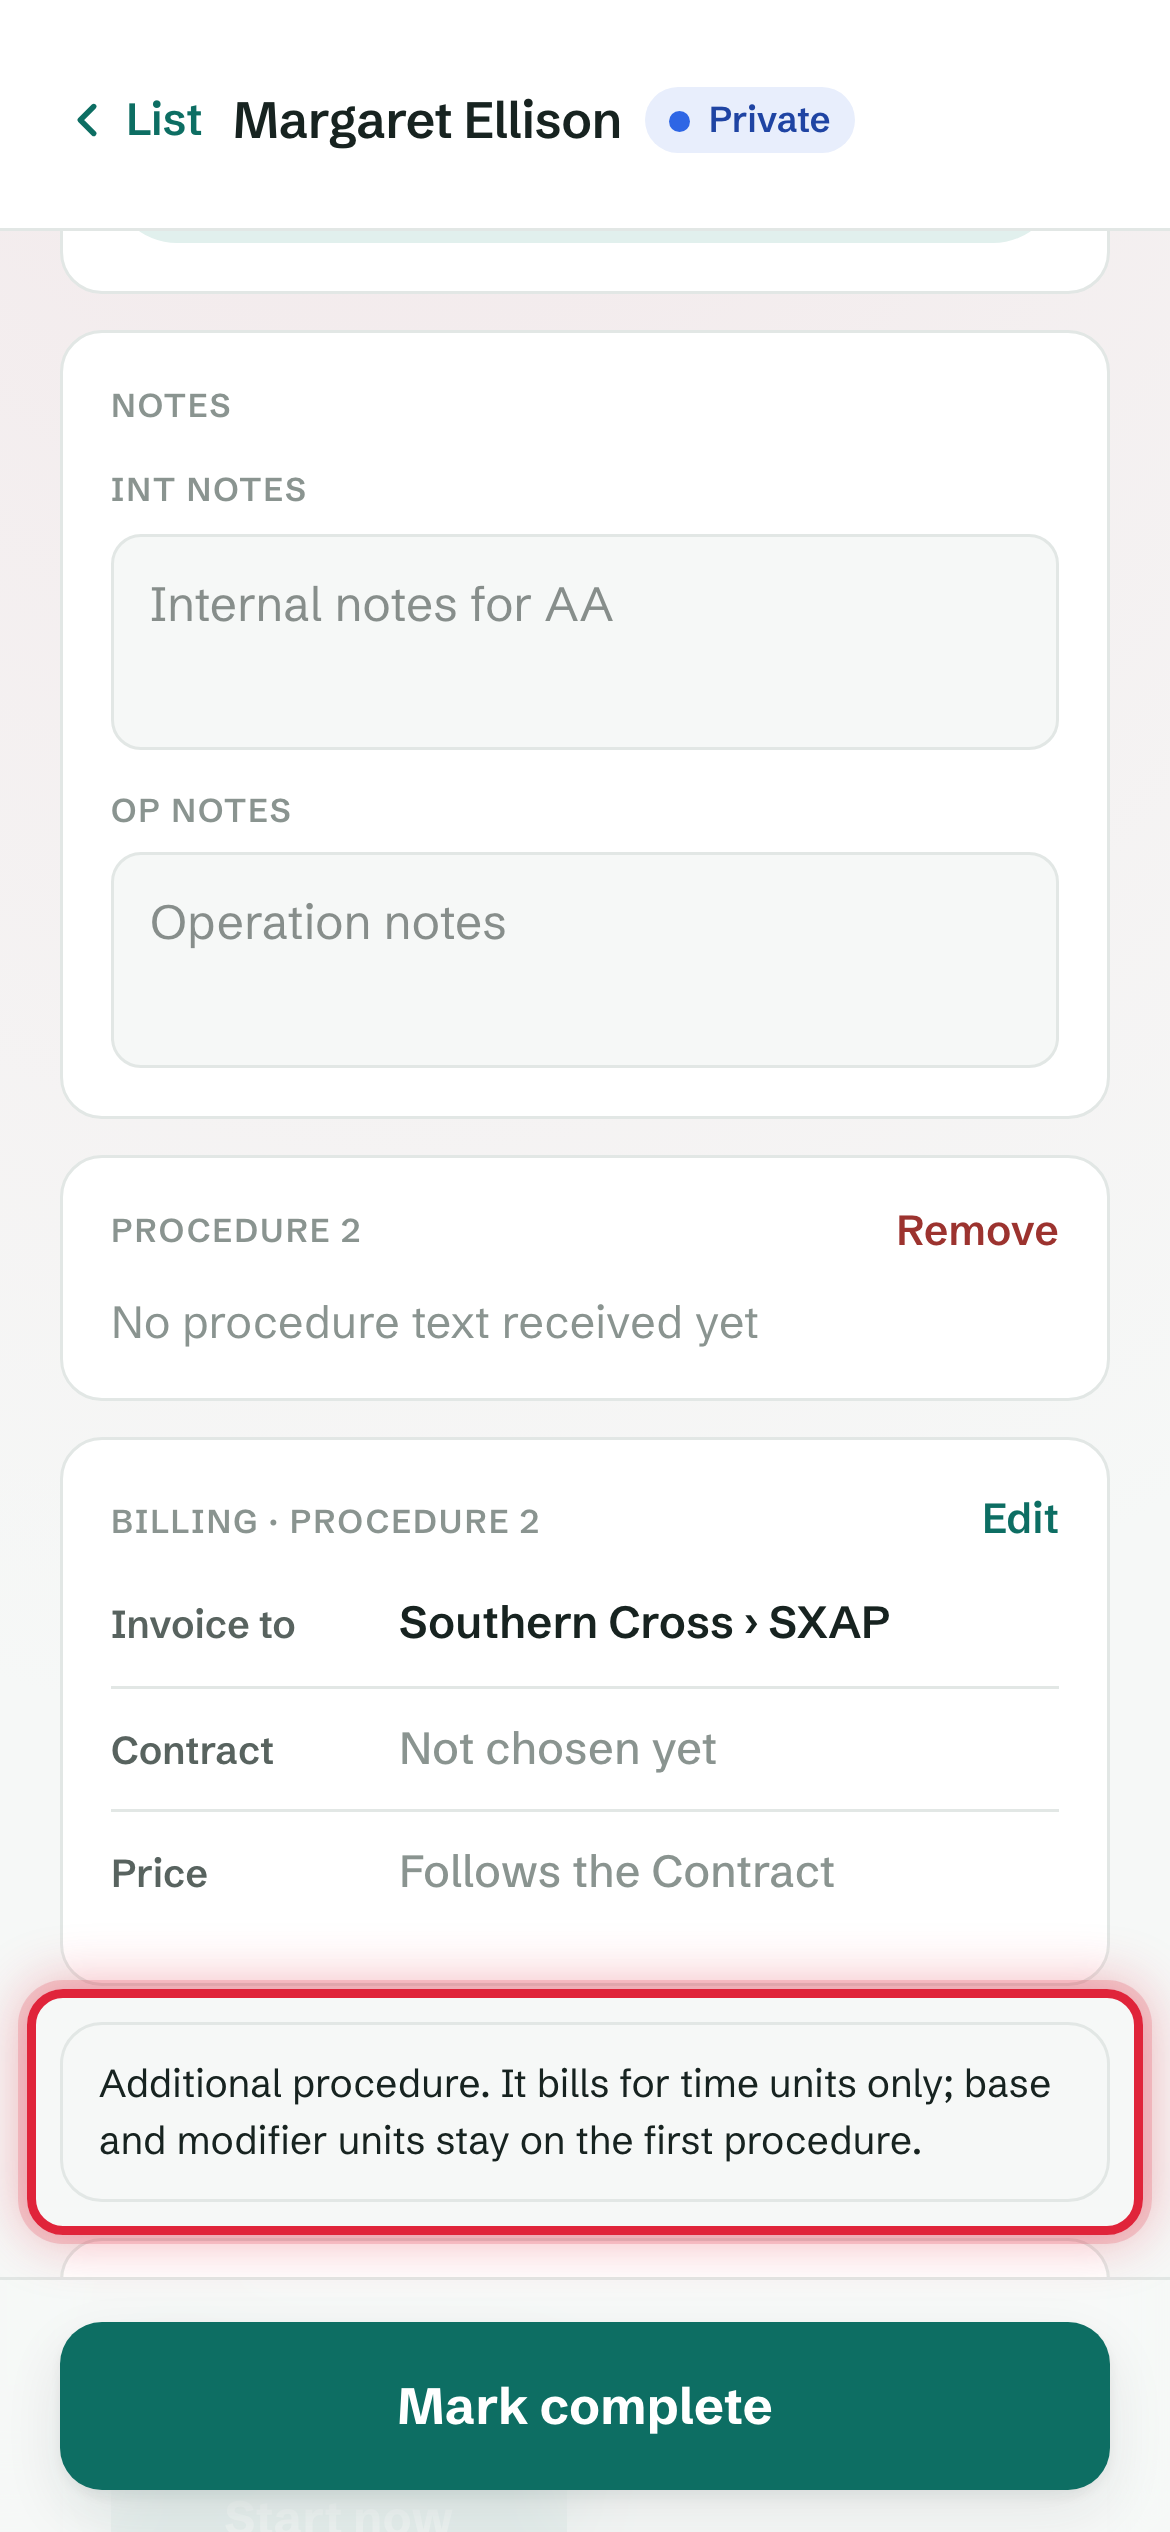 List Margaret Ellison Private
NOTES
INT NOTES
Internal notes for AA
OP NOTES
Operation notes
PROCEDURE 2 Remove
No procedure text received yet
BILLING · PROCEDURE 2 Edit
Invoice to Southern Cross › SXAP
Contract Not chosen yet
Price Follows the Contract
Additional procedure. It bills for time units only; base
and modifier units stay on the first procedure.
Mark complete
Start now